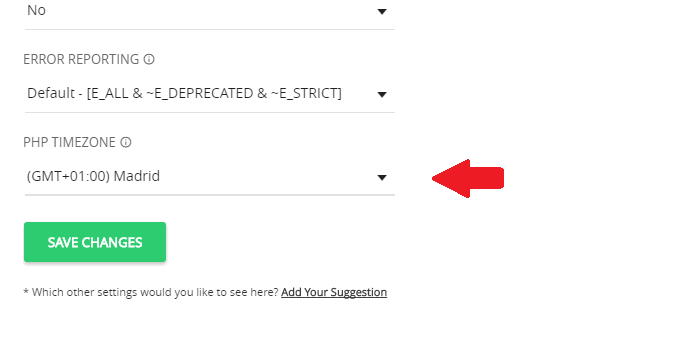 No
ERROR REPORTING
Default - [E_ALL & ~E_DEPRECATED & ~E_STRICT]
PHP TIMEZONE
(GMT+01:00) Madrid
SAVE CHANGES
* Which other settings would you like to see here? Add Your Suggestion